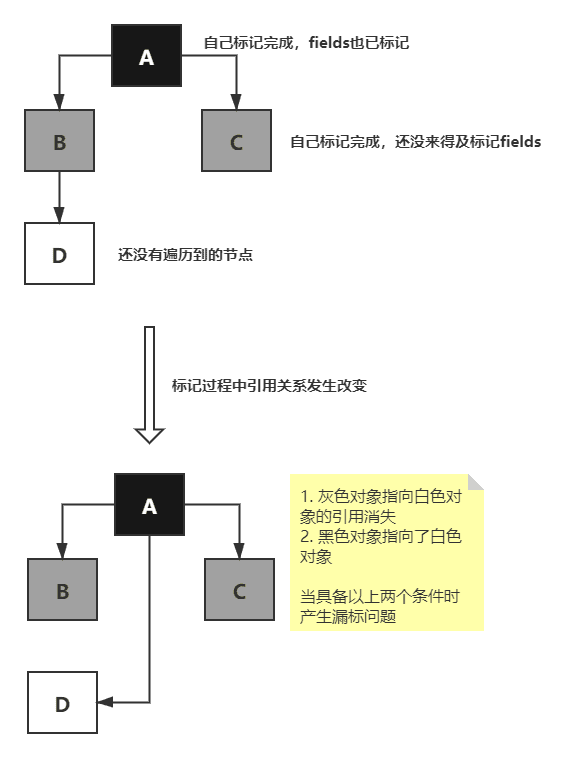 A
自己标记完成，fields也已标记
B
C
自己标记完成，还没来得及标记fields
D
还没有遍历到的节点
标记过程中引用关系发生改变
A
1. 灰色对象指向白色对
象的引用消失
2. 黑色对象指向了白色
对象
当具备以上两个条件时
产生漏标问题
B
C
D